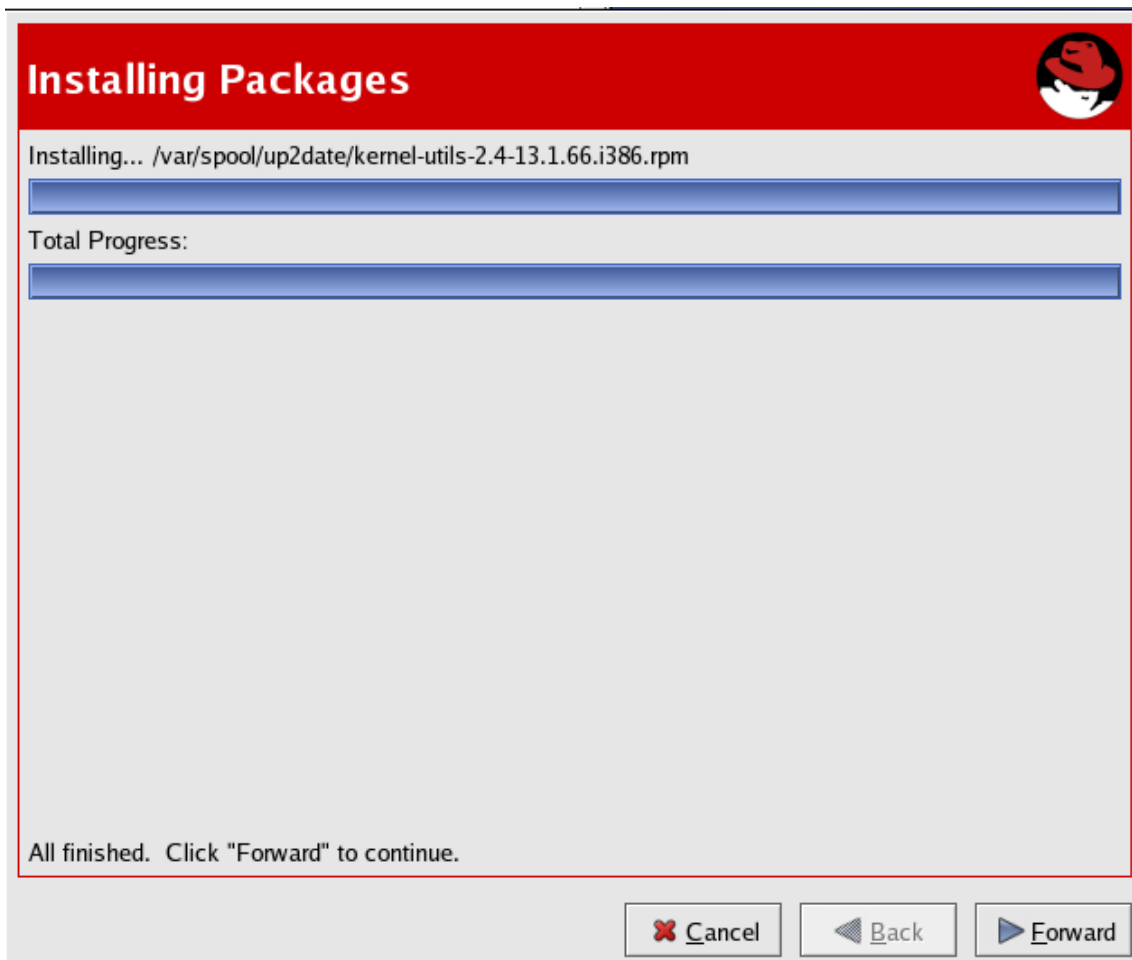 Installing Packages
Installing... /var/spool/up2date/kernel-utils-2.4-13.1.66.i386.rpm
Total Progress:
All finished.  Click "Forward" to continue.
Cancel
Back
Forward